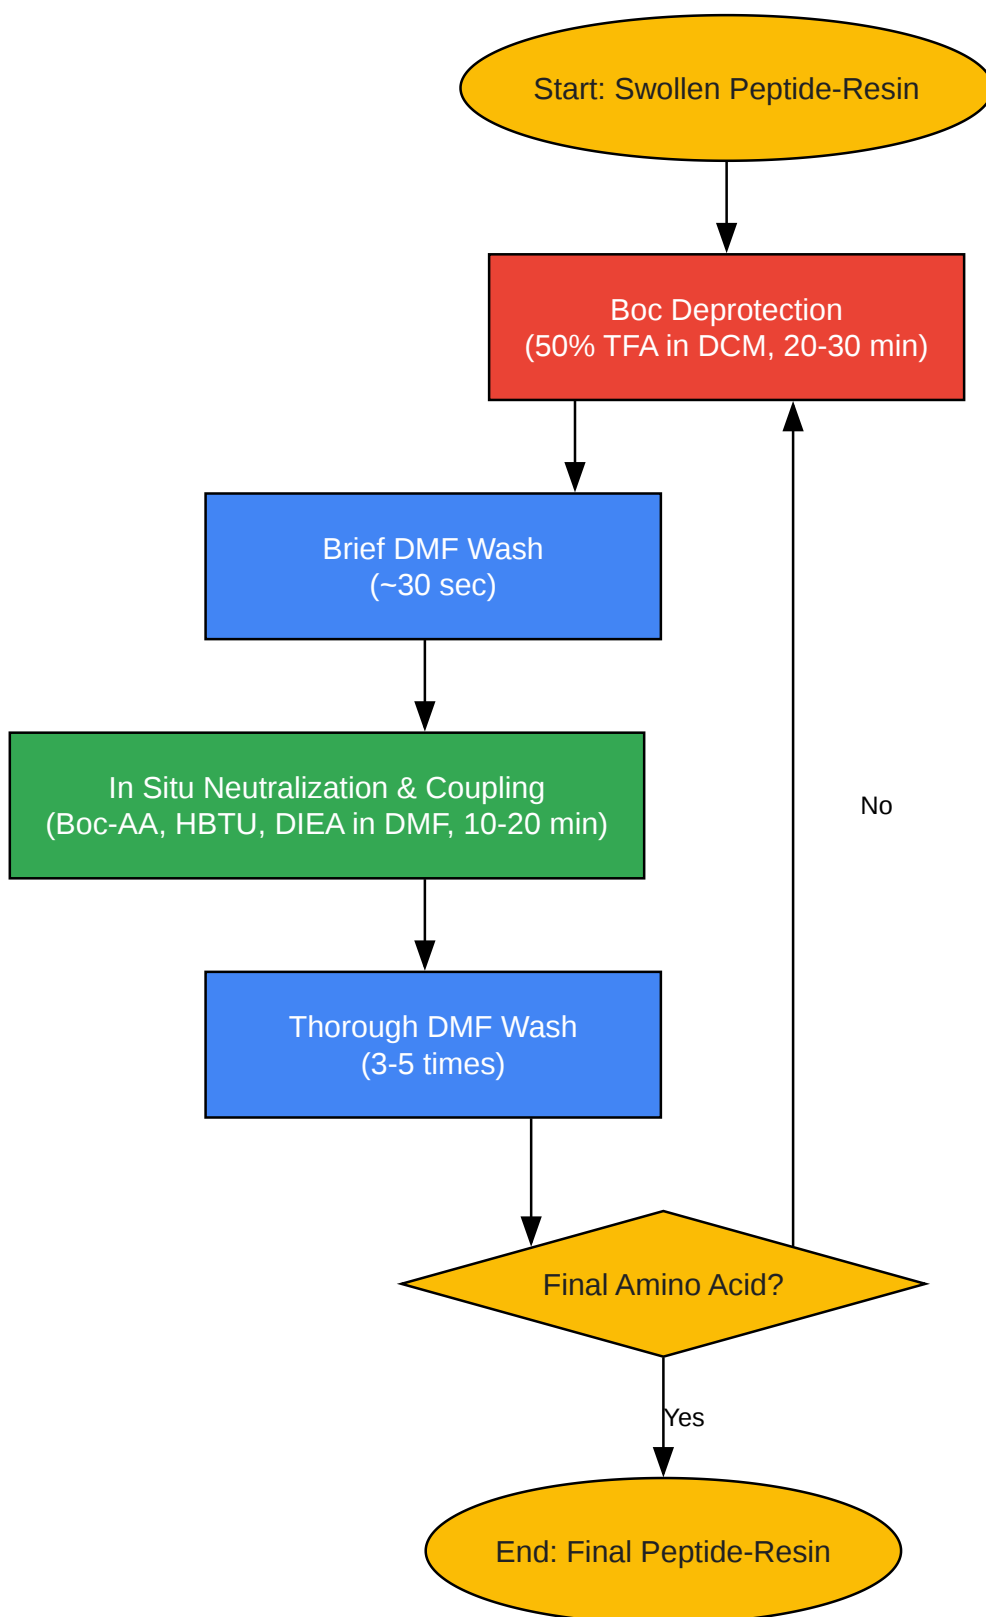 Start: Swollen Peptide-Resin
Boc Deprotection
(50% TFA in DCM, 20-30 min)
Brief DMF Wash
(~30 sec)
In Situ Neutralization & Coupling
(Boc-AA, HBTU, DIEA in DMF, 10-20 min)
No
Thorough DMF Wash
(3-5 times)
Final Amino Acid?
Yes
End: Final Peptide-Resin